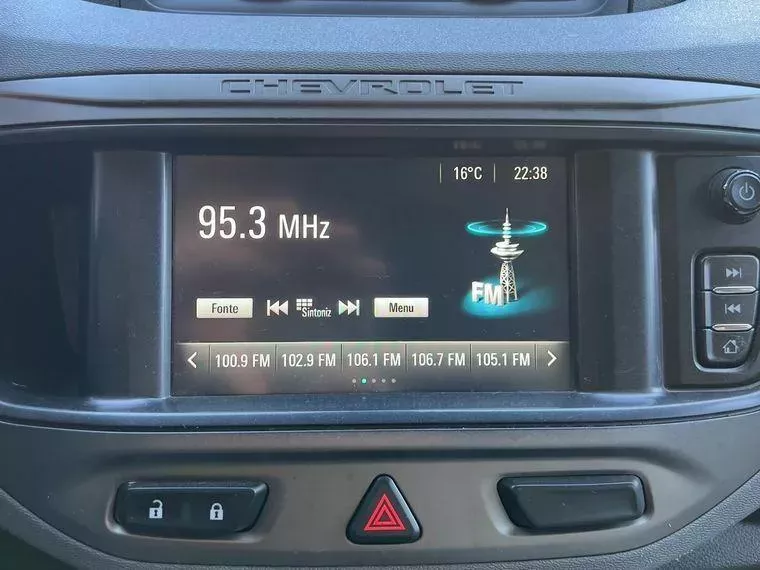 CHEVROLET
16°C 22:38
95.3 MHz
FM
Fonte Sintoniz Menu
100.9 FM 102.9 FM 106.1 FM 106.7 FM 105.1 FM